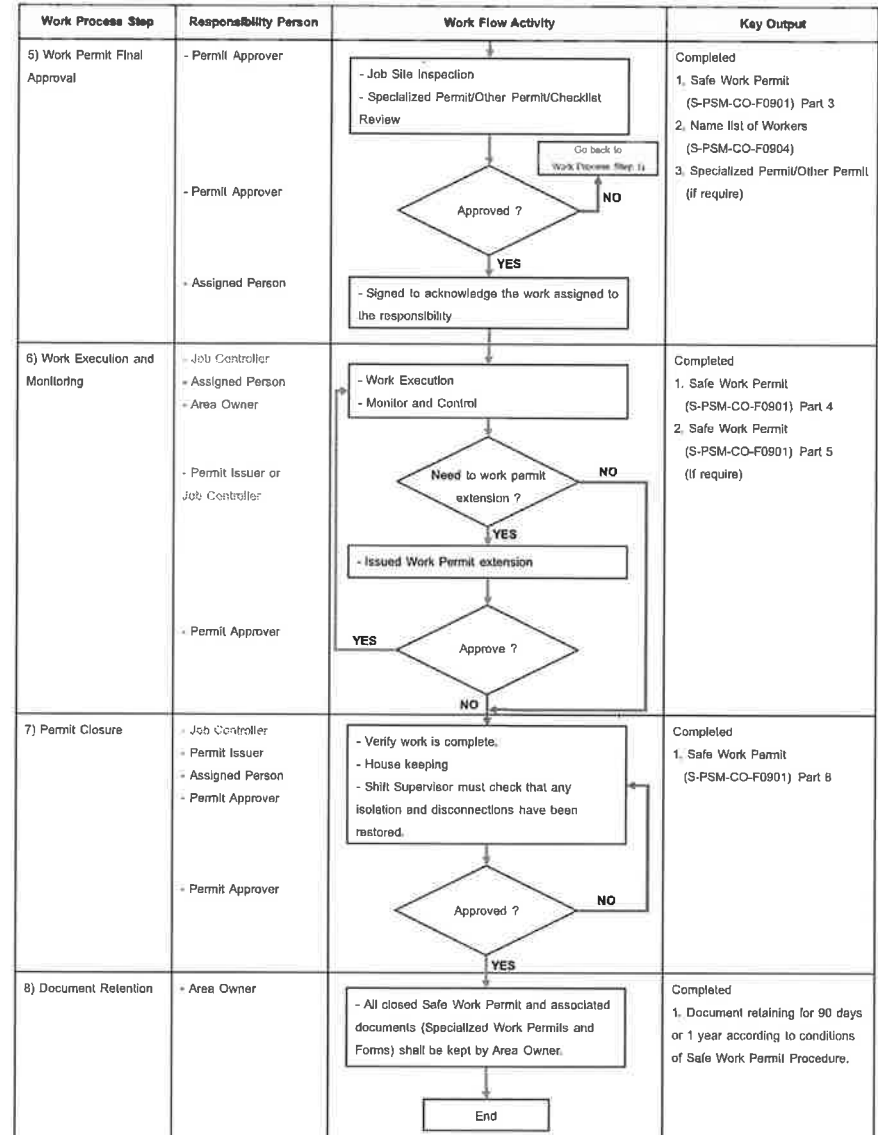 Work Process Step
Responsibility Person
Work Flow Activity
Key Output
5) Work Permit Final
Approval
- Permit Approver
- Job Site Inspection
- Specialized Permit/Other Permit/Checklist
Review
Go back to
Work Process Step 1)
- Permit Approver
Approved ?
NO
YES
- Assigned Person
- Signed to acknowledge the work assigned to
the responsibility
Completed
1. Safe Work Permit
(S-PSM-CO-F0901) Part 3
2. Name list of Workers
(S-PSM-CO-F0904)
3. Specialized Permit/Other Permit
(if require)
6) Work Execution and
Monitoring
- Job Controller
- Assigned Person
- Area Owner
- Work Execution
- Monitor and Control
- Permit Issuer or
Job Controller
Need to work permit
extension ?
NO
YES
- Issued Work Permit extension
- Permit Approver
YES
Approve ?
NO
Completed
1. Safe Work Permit
(S-PSM-CO-F0901) Part 4
2. Safe Work Permit
(S-PSM-CO-F0901) Part 5
(If require)
7) Permit Closure
- Job Controller
- Permit Issuer
- Assigned Person
- Permit Approver
- Verify work is complete.
- House keeping
- Shift Supervisor must check that any
isolation and disconnections have been
restored.
- Permit Approver
Approved ?
NO
YES
Completed
1. Safe Work Permit
(S-PSM-CO-F0901) Part 6
8) Document Retention
- Area Owner
- All closed Safe Work Permit and associated
documents (Specialized Work Permits and
Forms) shall be kept by Area Owner.
End
Completed
1. Document retaining for 90 days
or 1 year according to conditions
of Safe Work Permit Procedure.